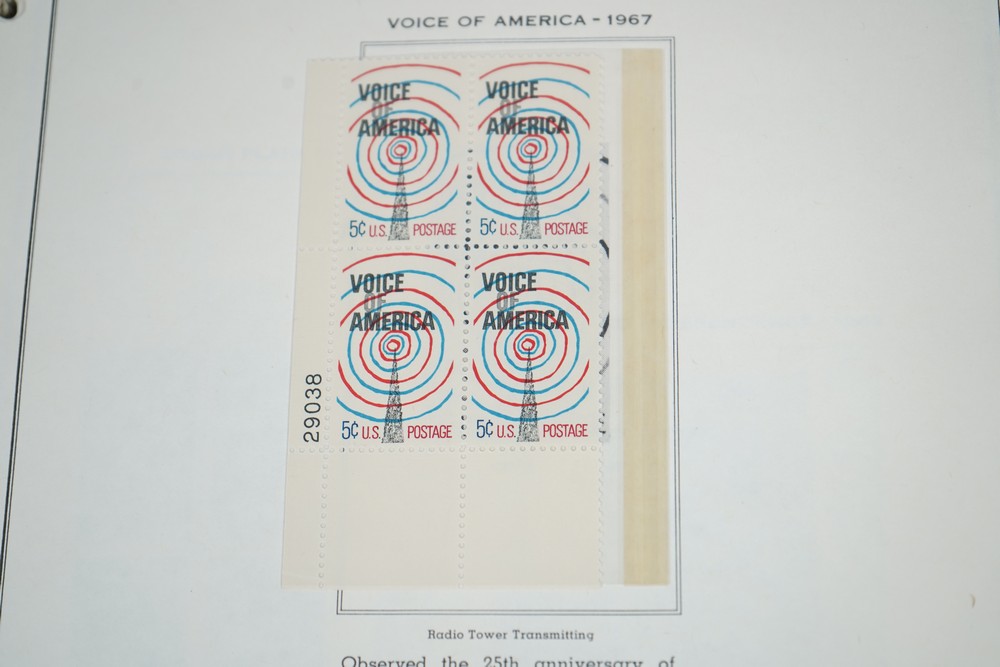 VOICE OF AMERICA - 1967
VOICE
OF
AMERICA
5¢ U.S. POSTAGE
VOICE
OF
AMERICA
5¢ U.S. POSTAGE
VOICE
OF
AMERICA
5¢ U.S. POSTAGE
VOICE
OF
AMERICA
5¢ U.S. POSTAGE
29038
Radio Tower Transmitting
Observed the 25th anniversary of